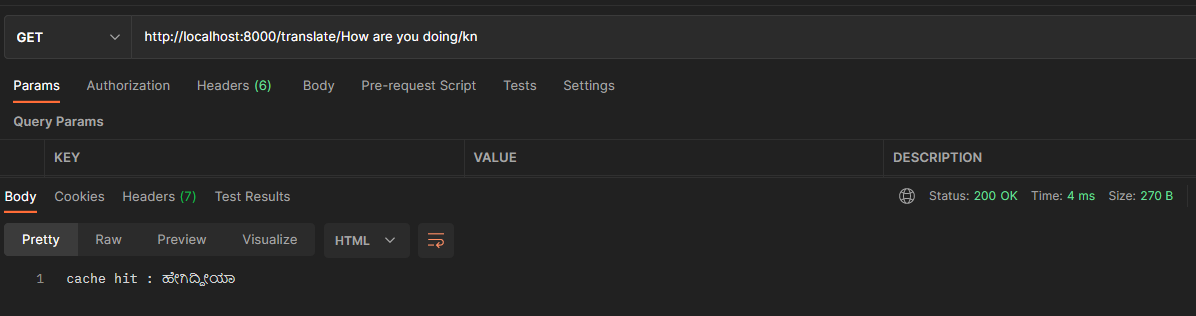 GET http://localhost:8000/translate/How are you doing/kn
Params Authorization Headers (6) Body Pre-request Script Tests Settings
Query Params
KEY VALUE DESCRIPTION
Body Cookies Headers (7) Test Results Status: 200 OK Time: 4 ms Size: 270 B
Pretty Raw Preview Visualize HTML
1 cache hit : ಹೇಗಿದ್ದೀಯಾ